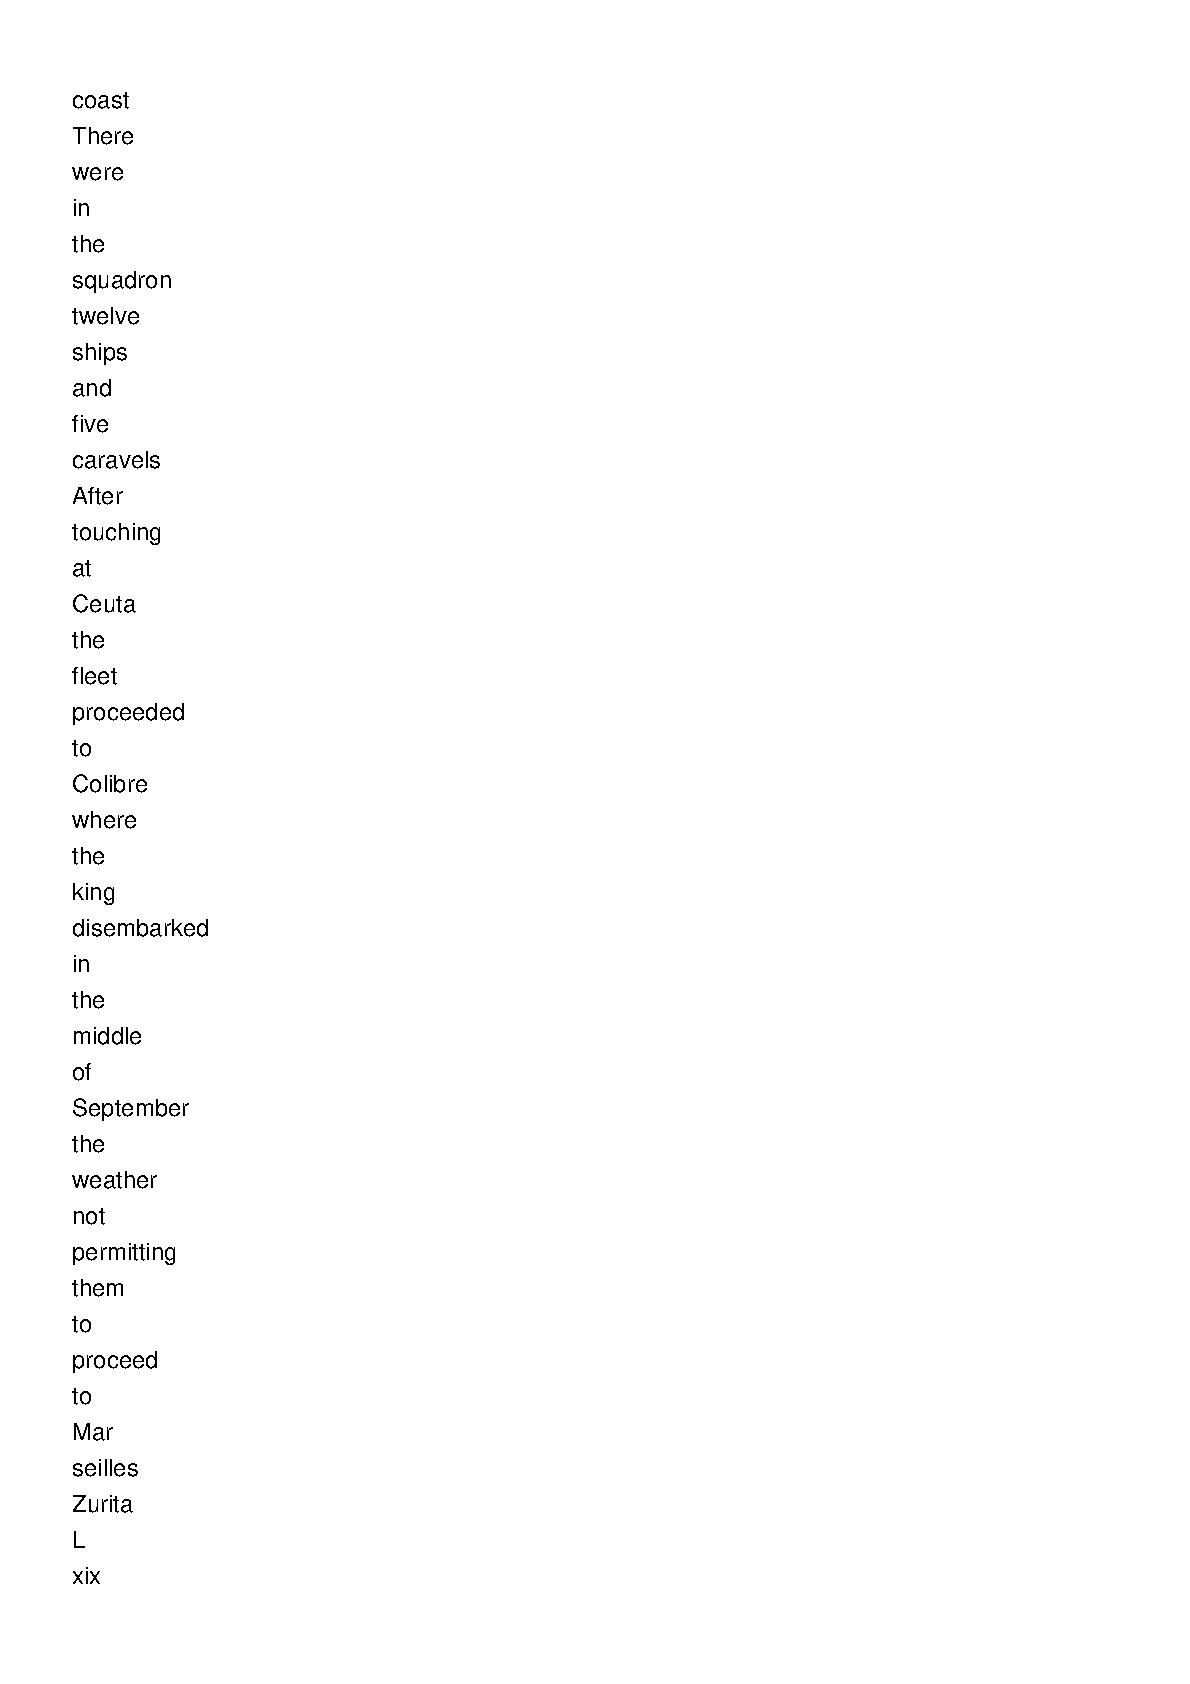 coast
There
were
in
the
squadron
twelve
ships
and
five
caravels
After
touching
at
Ceuta
the
fleet
proceeded
to
Colibre
where
the
king
disembarked
in
the
middle
of
September
the
weather
not
permitting
them
to
proceed
to
Mar
seilles
Zurita
L
xix